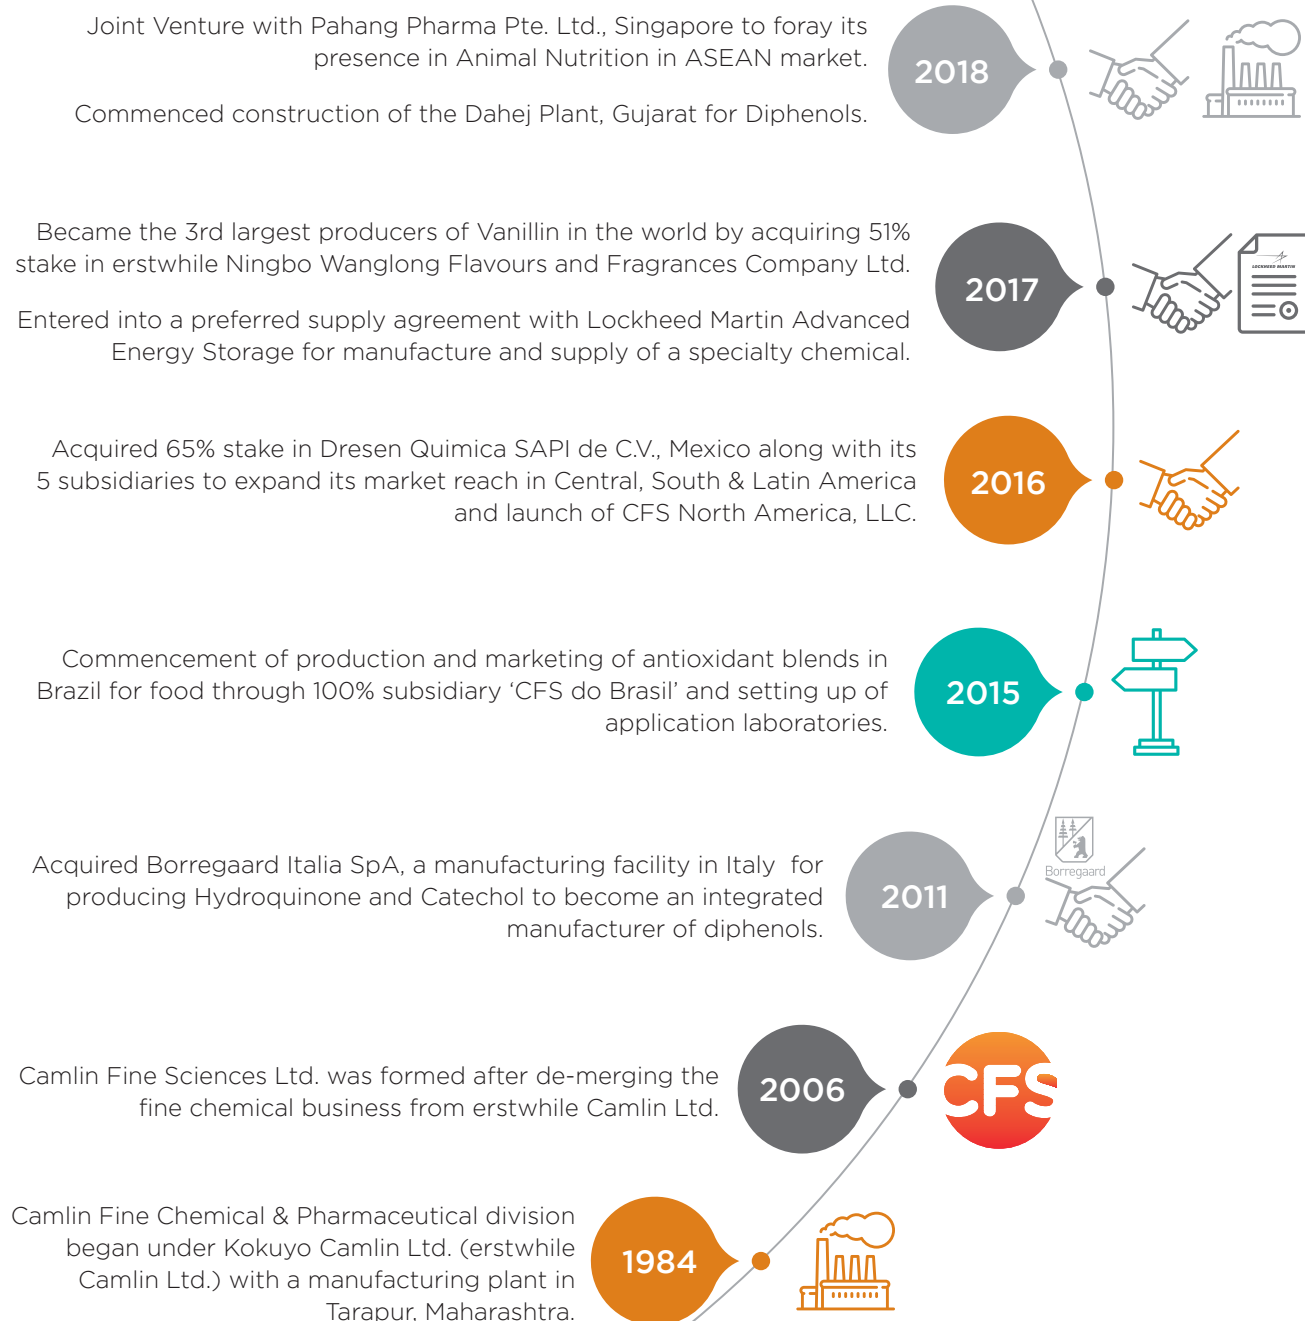 Joint Venture with Pahang Pharma Pte. Ltd., Singapore to foray its
presence in Animal Nutrition in ASEAN market.
Commenced construction of the Dahej Plant, Gujarat for Diphenols.
2018
Became the 3rd largest producers of Vanillin in the world by acquiring 51%
stake in erstwhile Ningbo Wanglong Flavours and Fragrances Company Ltd.
Entered into a preferred supply agreement with Lockheed Martin Advanced
Energy Storage for manufacture and supply of a specialty chemical.
2017
LOCKHEED MARTIN
Acquired 65% stake in Dresen Quimica SAPI de C.V., Mexico along with its
5 subsidiaries to expand its market reach in Central, South & Latin America
and launch of CFS North America, LLC.
2016
Commencement of production and marketing of antioxidant blends in
Brazil for food through 100% subsidiary ‘CFS do Brasil’ and setting up of
application laboratories.
2015
Acquired Borregaard Italia SpA, a manufacturing facility in Italy for
producing Hydroquinone and Catechol to become an integrated
manufacturer of diphenols.
2011
Borregaard
Camlin Fine Sciences Ltd. was formed after de-merging the
fine chemical business from erstwhile Camlin Ltd.
2006
CFS
Camlin Fine Chemical & Pharmaceutical division
began under Kokuyo Camlin Ltd. (erstwhile
Camlin Ltd.) with a manufacturing plant in
Tarapur, Maharashtra.
1984